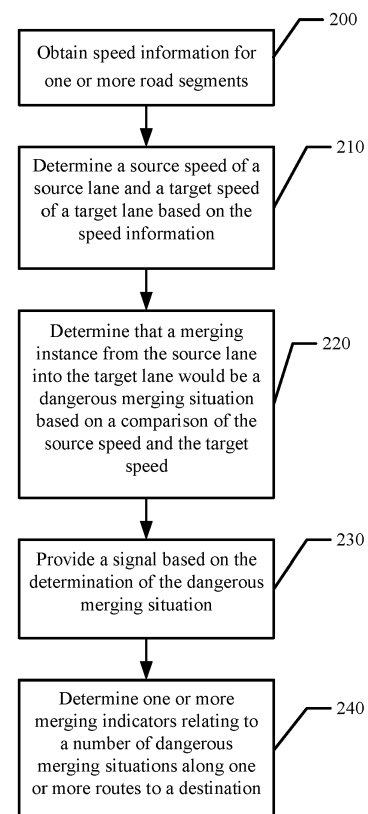 200
Obtain speed information for
one or more road segments
210
Determine a source speed of a
source lane and a target speed
of a target lane based on the
speed information
220
Determine that a merging
instance from the source lane
into the target lane would be a
dangerous merging situation
based on a comparison of the
source speed and the target
speed
230
Provide a signal based on the
determination of the dangerous
merging situation
240
Determine one or more
merging indicators relating to
a number of dangerous
merging situations along one
or more routes to a destination